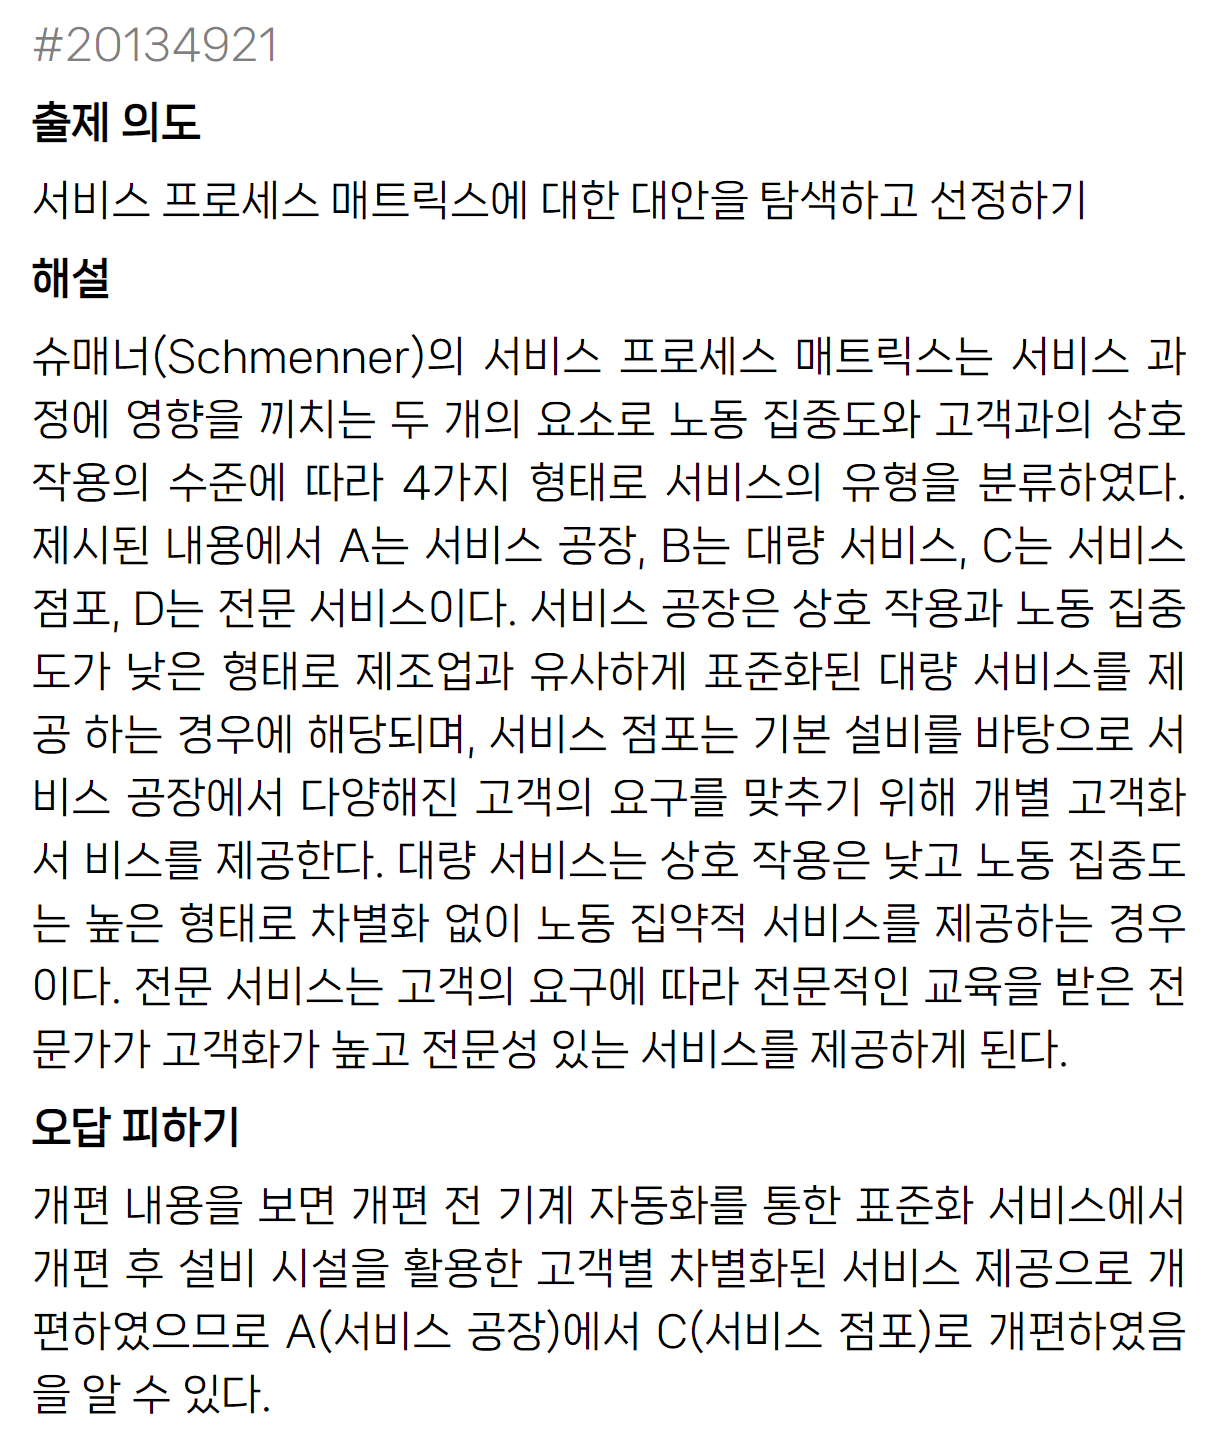 #20134921
출제 의도
서비스 프로세스 매트릭스에 대한 대안을 탐색하고 선정하기
해설
슈매너(Schmenner)의 서비스 프로세스 매트릭스는 서비스 과
정에 영향을 끼치는 두 개의 요소로 노동 집중도와 고객과의 상호
작용의 수준에 따라 4가지 형태로 서비스의 유형을 분류하였다.
제시된 내용에서 A는 서비스 공장, B는 대량 서비스, C는 서비스
점포, D는 전문 서비스이다. 서비스 공장은 상호 작용과 노동 집중
도가 낮은 형태로 제조업과 유사하게 표준화된 대량 서비스를 제
공 하는 경우에 해당되며, 서비스 점포는 기본 설비를 바탕으로 서
비스 공장에서 다양해진 고객의 요구를 맞추기 위해 개별 고객화
서 비스를 제공한다. 대량 서비스는 상호 작용은 낮고 노동 집중도
는 높은 형태로 차별화 없이 노동 집약적 서비스를 제공하는 경우
이다. 전문 서비스는 고객의 요구에 따라 전문적인 교육을 받은 전
문가가 고객화가 높고 전문성 있는 서비스를 제공하게 된다.
오답 피하기
개편 내용을 보면 개편 전 기계 자동화를 통한 표준화 서비스에서
개편 후 설비 시설을 활용한 고객별 차별화된 서비스 제공으로 개
편하였으므로 A(서비스 공장)에서 C(서비스 점포)로 개편하였음
을 알 수 있다.